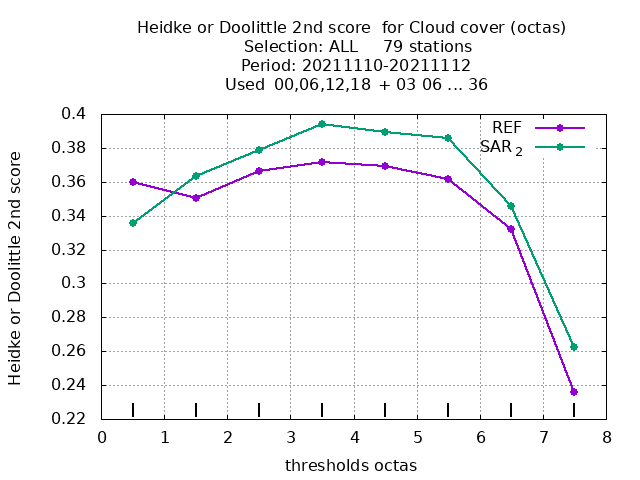 Heidke or Doolittle 2nd score  for Cloud cover (octas)
Selection: ALL     79 stations
Period: 20211110-20211112
Used  00,06,12,18 + 03 06 ... 36
REF
SAR 2
Heidke or Doolittle 2nd score
0.4
0.38
0.36
0.34
0.32
0.3
0.28
0.26
0.24
0.22
0 1 2 3 4 5 6 7 8
thresholds octas